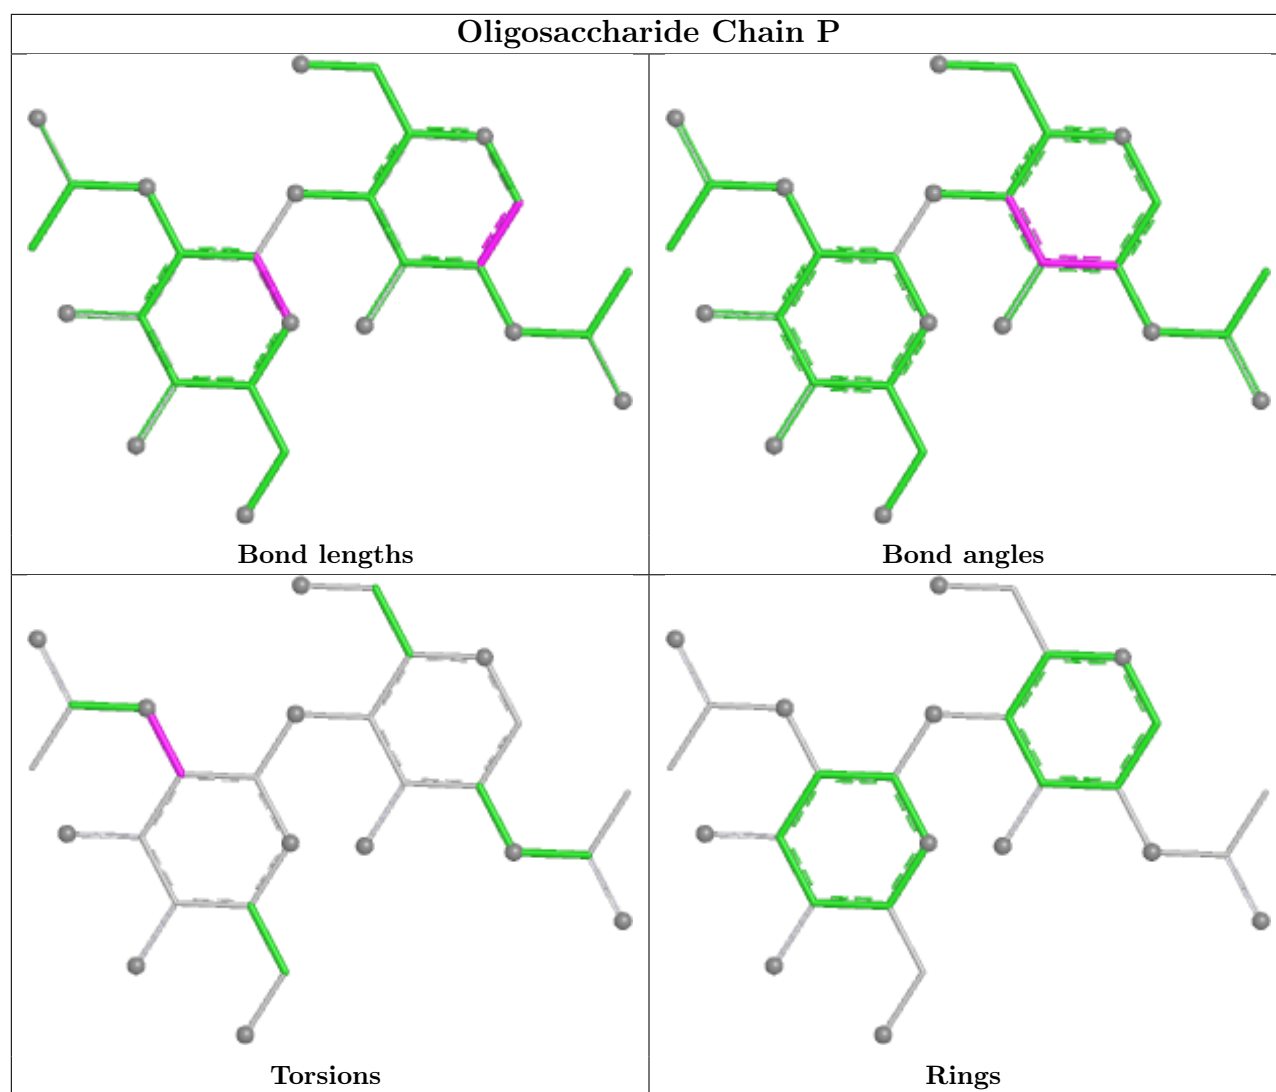 Oligosaccharide Chain P
Bond lengths
Bond angles
Torsions
Rings